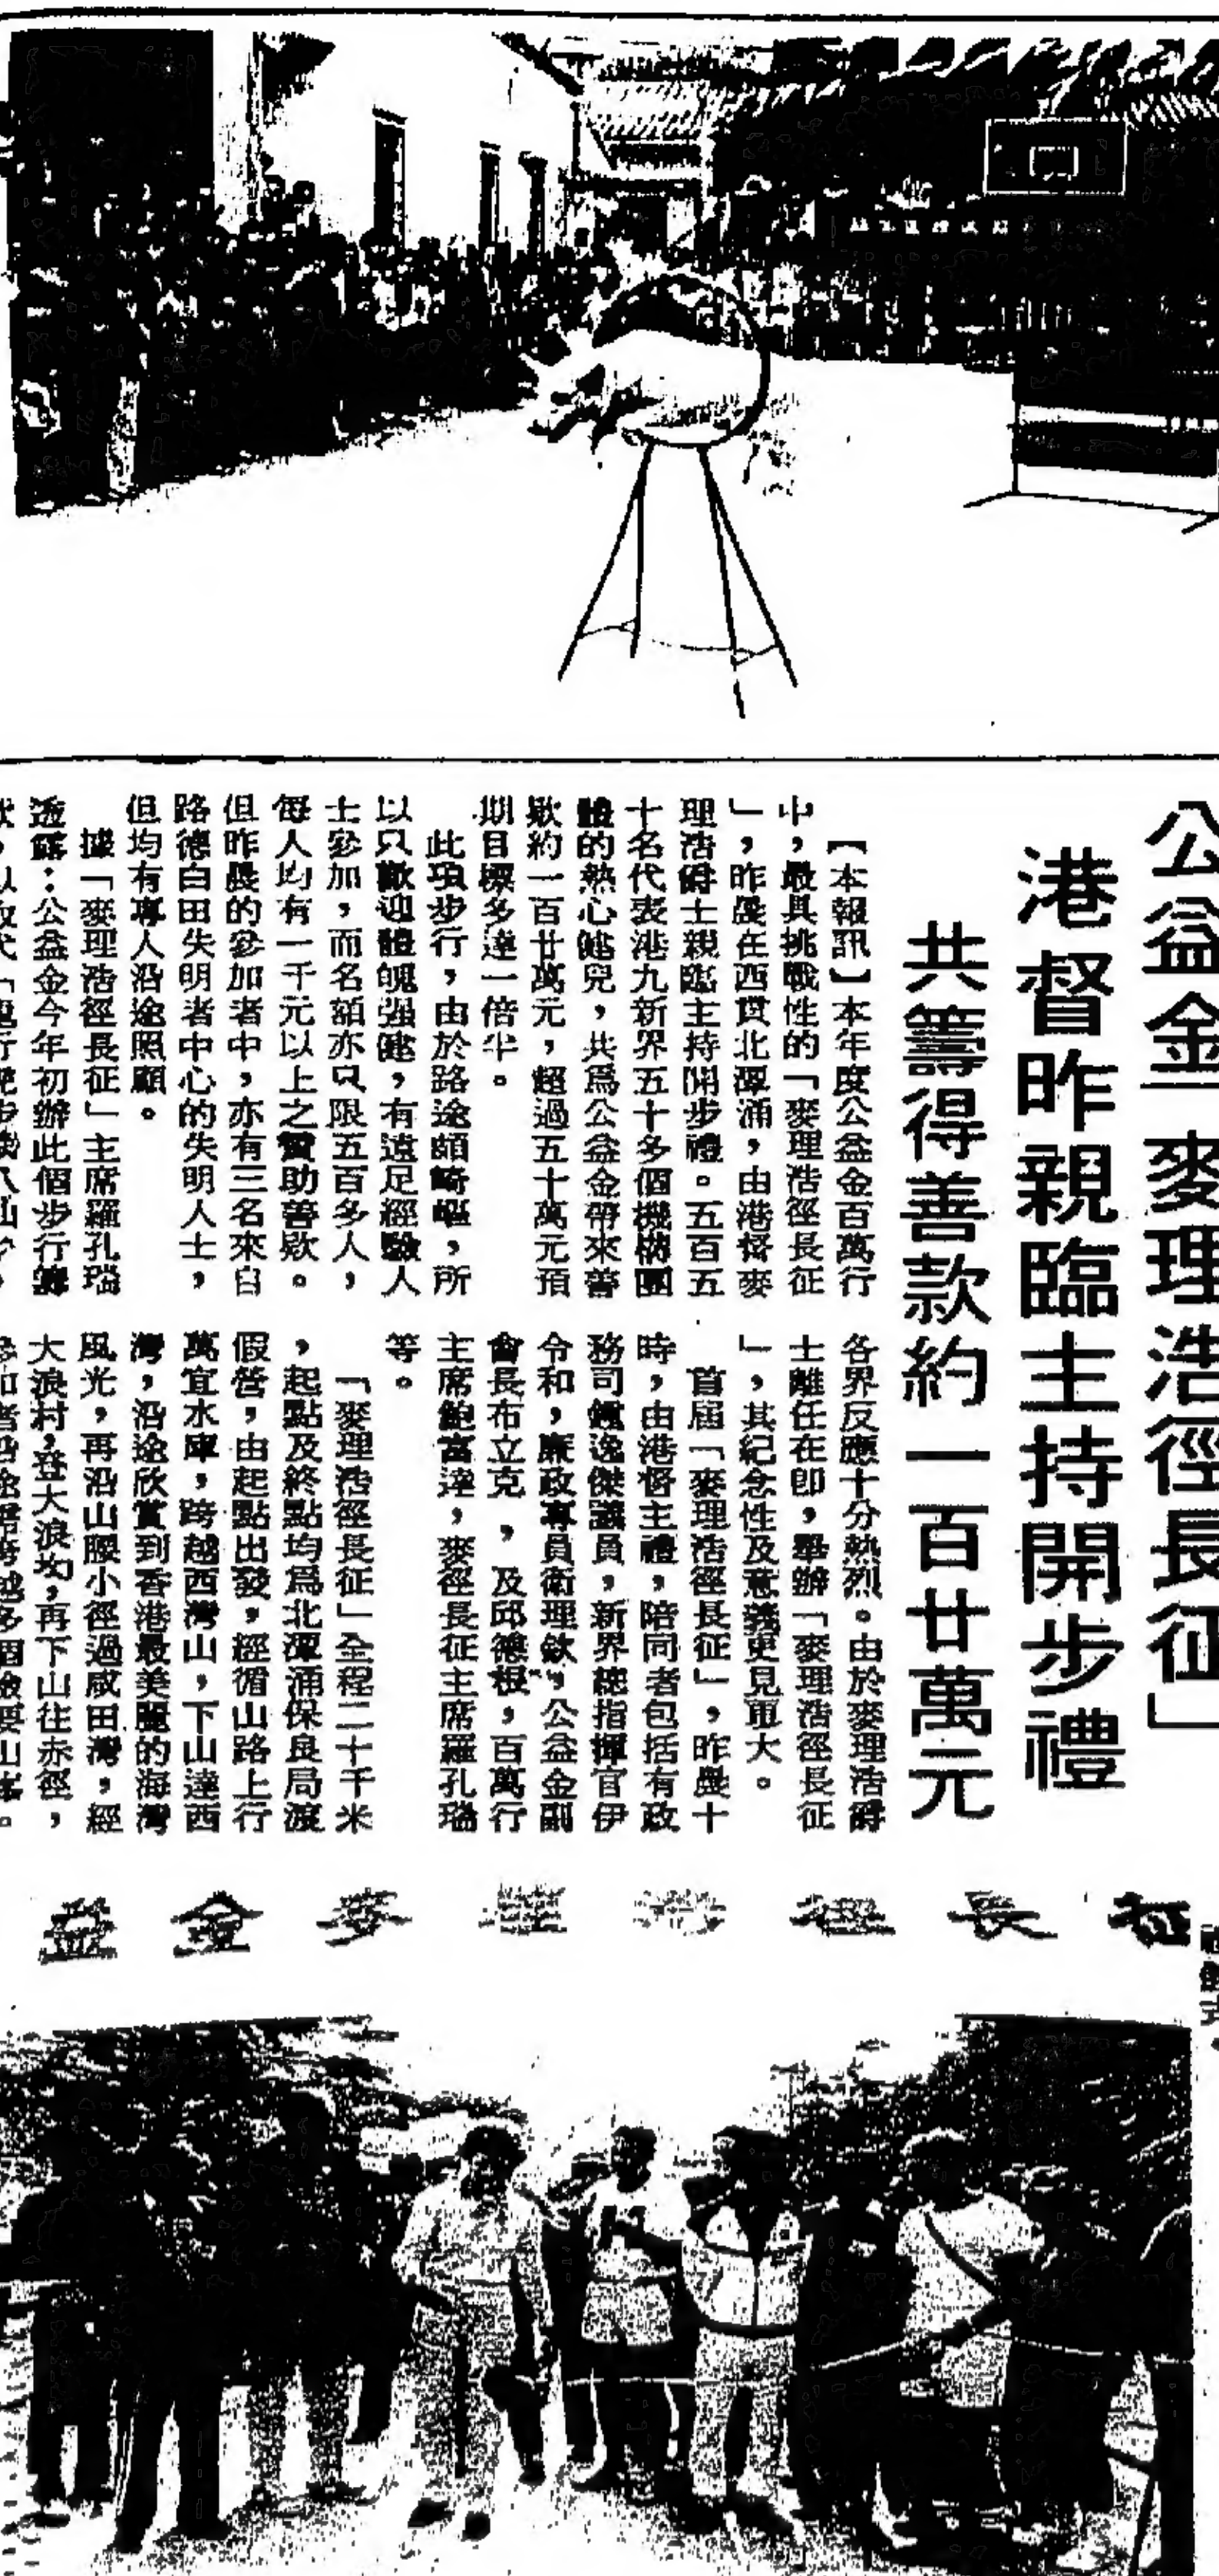 公益金「麥理浩徑長征」
港督昨親臨主持開步禮
共籌得善款約一百廿萬元
【本報訊】本年度公益金百萬行
中，最具挑戰性的「麥理浩徑長征
」，昨晨在西貢北潭涌，由港督麥
理浩爵士親臨主持開步禮。五百五
十名代表港九新界五十多個機構團
體的熱心健兒，共爲公益金帶來善
欵約一百廿萬元，超過五十萬元預
期目標多達一倍半。
此項步行，由於路途頗崎嶇，所
以只歡迎體魄强健，有遠足經驗人
士參加，而名額亦只限五百多人，
每人均有一千元以上之贊助善欵。
但昨晨的參加者中，亦有三名來自
路德白田失明者中心的失明人士，
但均有專人沿途照顧。
據「麥理浩徑長征」主席羅孔瑞
透露：公益金今年初辦此個步行籌
各界反應十分熱烈。由於麥理浩爵
士離任在卽，舉辦「麥理浩徑長征
」，其紀念性及意義更見重大。
首屆「麥理浩徑長征」，昨晨十
時，由港督主禮，陪同者包括有政
務司鍾逸傑議員，新界總指揮官伊
令和，廉政專員衛理欽，公益金副
會長布立克，及邱德根，百萬行
主席鮑富達，麥徑長征主席羅孔瑞
等。
「麥理浩徑長征」全程二十千米
，起點及終點均爲北潭涌保良局渡
假營，由起點出發，經循山路上行
萬宜水庫，跨越西灣山，下山達西
灣，沿途欣賞到香港最美麗的海灣
風光，再沿山腰小徑過咸田灣，經
大浪村，登大浪坳，再下山往赤徑，
益金麥理浩徑長征